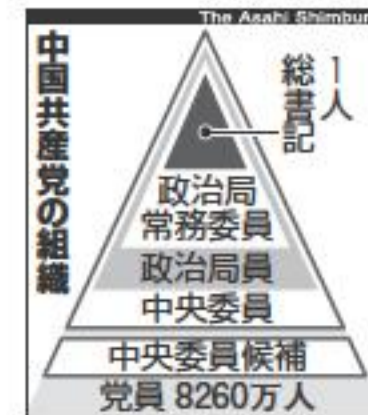 The Asahi Shimbun
中国共産党の組織
総書記
1人
政治局
常務委員
政治局員
中央委員
中央委員候補
党員 8260万人